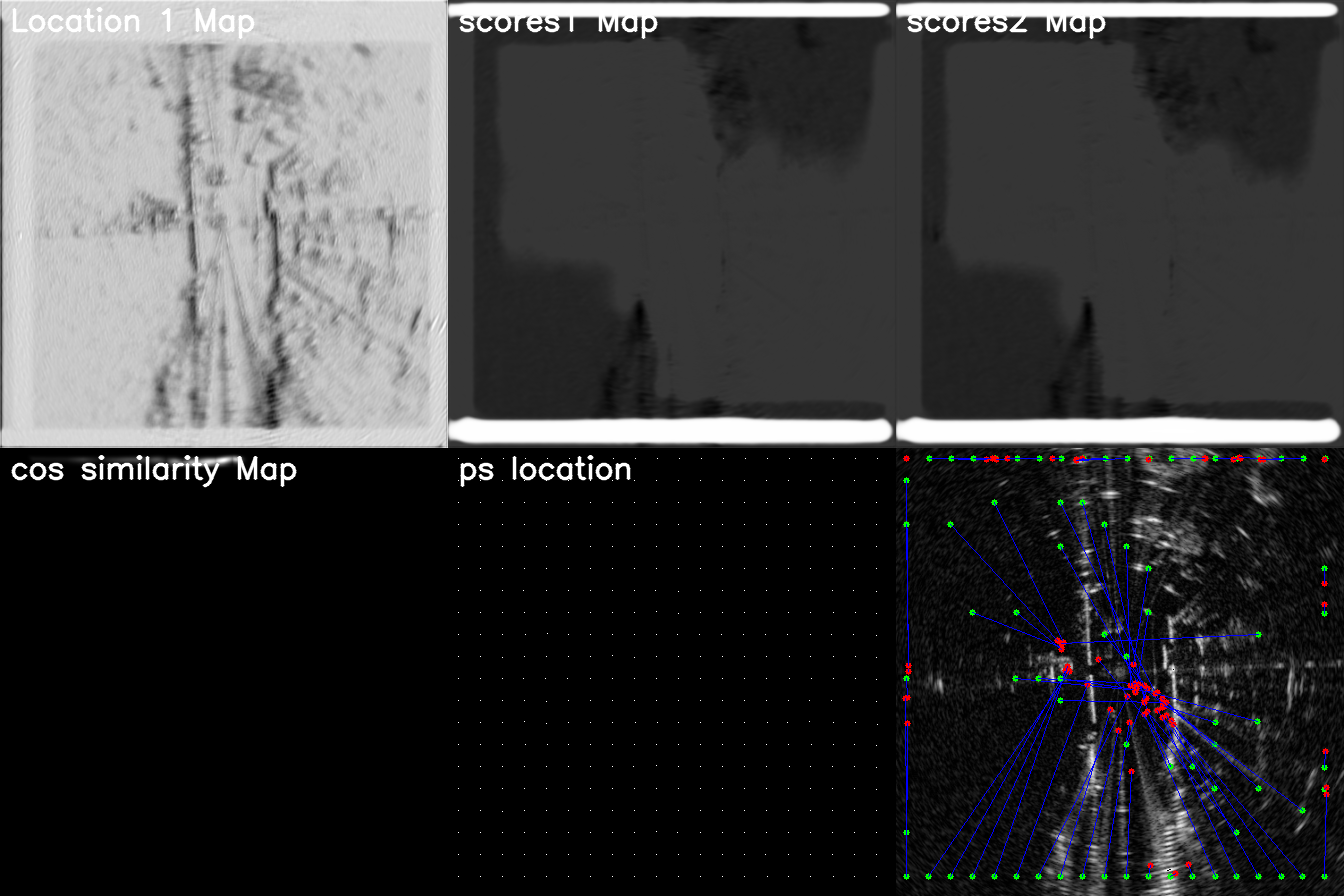 Location 1 Map
scores1 Map
scores2 Map
cos similarity Map
ps location